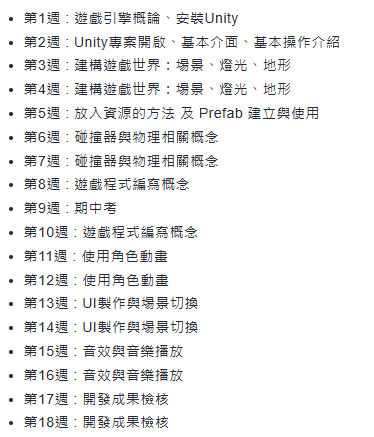 第1週：遊戲引擎概論、安裝Unity
第2週：Unity專案開啟、基本介面、基本操作介紹
第3週：建構遊戲世界：場景、燈光、地形
第4週：建構遊戲世界：場景、燈光、地形
第5週：放入資源的方法 及 Prefab 建立與使用
第6週：碰撞器與物理相關概念
第7週：碰撞器與物理相關概念
第8週：遊戲程式編寫概念
第9週：期中考
第10週：遊戲程式編寫概念
第11週：使用角色動畫
第12週：使用角色動畫
第13週：UI製作與場景切換
第14週：UI製作與場景切換
第15週：音效與音樂播放
第16週：音效與音樂播放
第17週：開發成果檢核
第18週：開發成果檢核